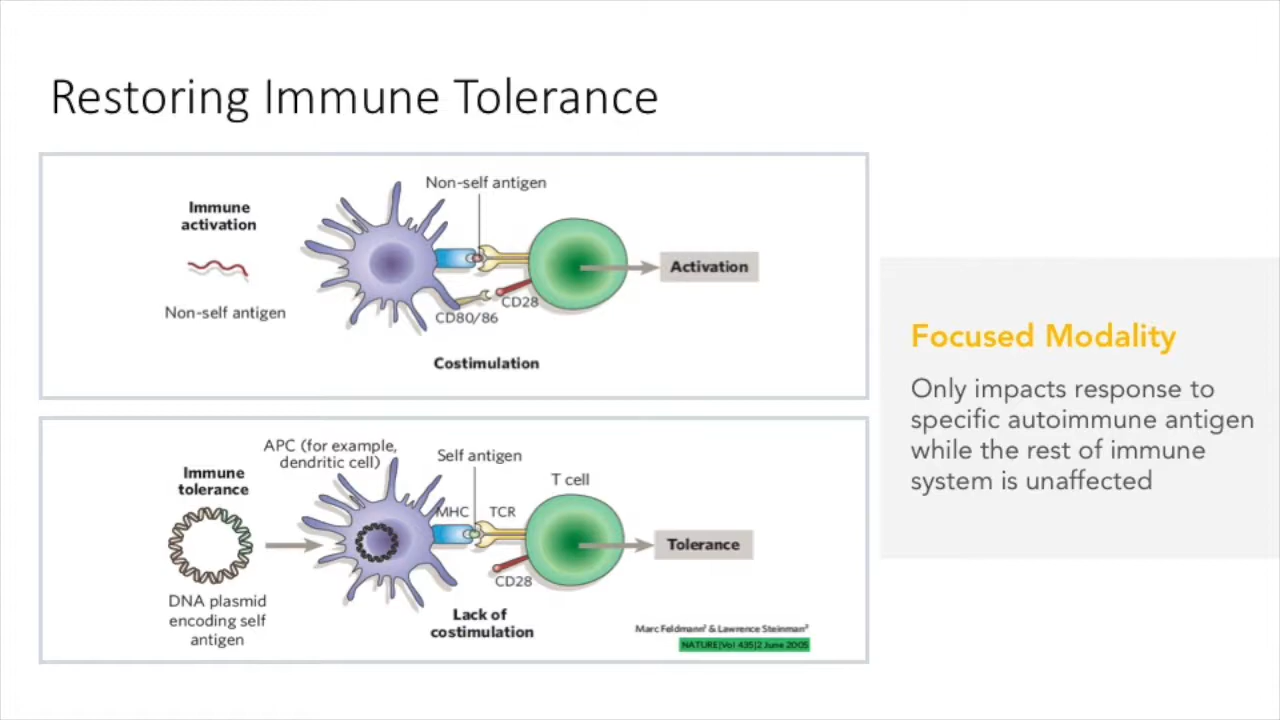 Restoring Immune Tolerance
Immune
activation
Non-self antigen
Non-self antigen
CD80/86
CD28
Costimulation
Activation
Immune
tolerance
DNA plasmid
encoding self
antigen
APC (for example,
dendritic cell)
Self antigen
MHC
TCR
T cell
CD28
Lack of
costimulation
Tolerance
Marc Feldmann¹ & Lawrence Steinman²
NATURE|Vol 435|2 June 2005
Focused Modality
Only impacts response to
specific autoimmune antigen
while the rest of immune
system is unaffected